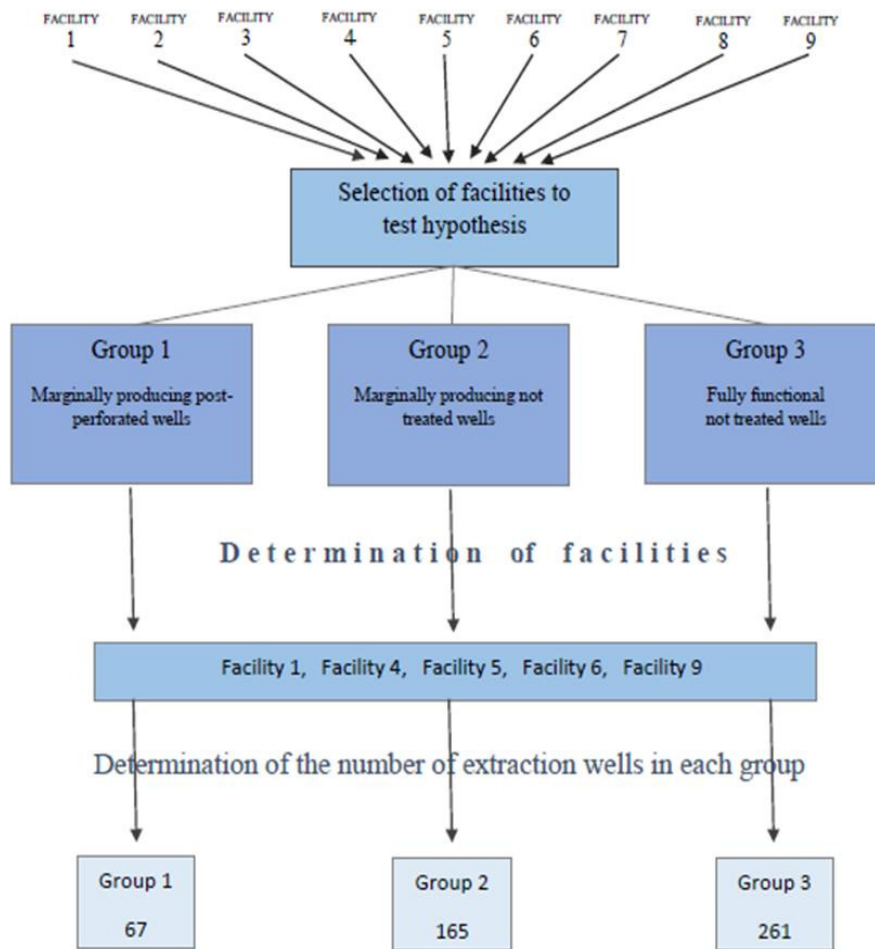 FACILITY FACILITY FACILITY FACILITY FACILITY FACILITY FACILITY FACILITY FACILITY
1 2 3 4 5 6 7 8 9
Selection of facilities to
test hypothesis
Group 1
Marginally producing post-
perforated wells
Group 2
Marginally producing not
treated wells
Group 3
Fully functional
not treated wells
Determination of facilities
Facility 1, Facility 4, Facility 5, Facility 6, Facility 9
Determination of the number of extraction wells in each group
Group 1
67
Group 2
165
Group 3
261